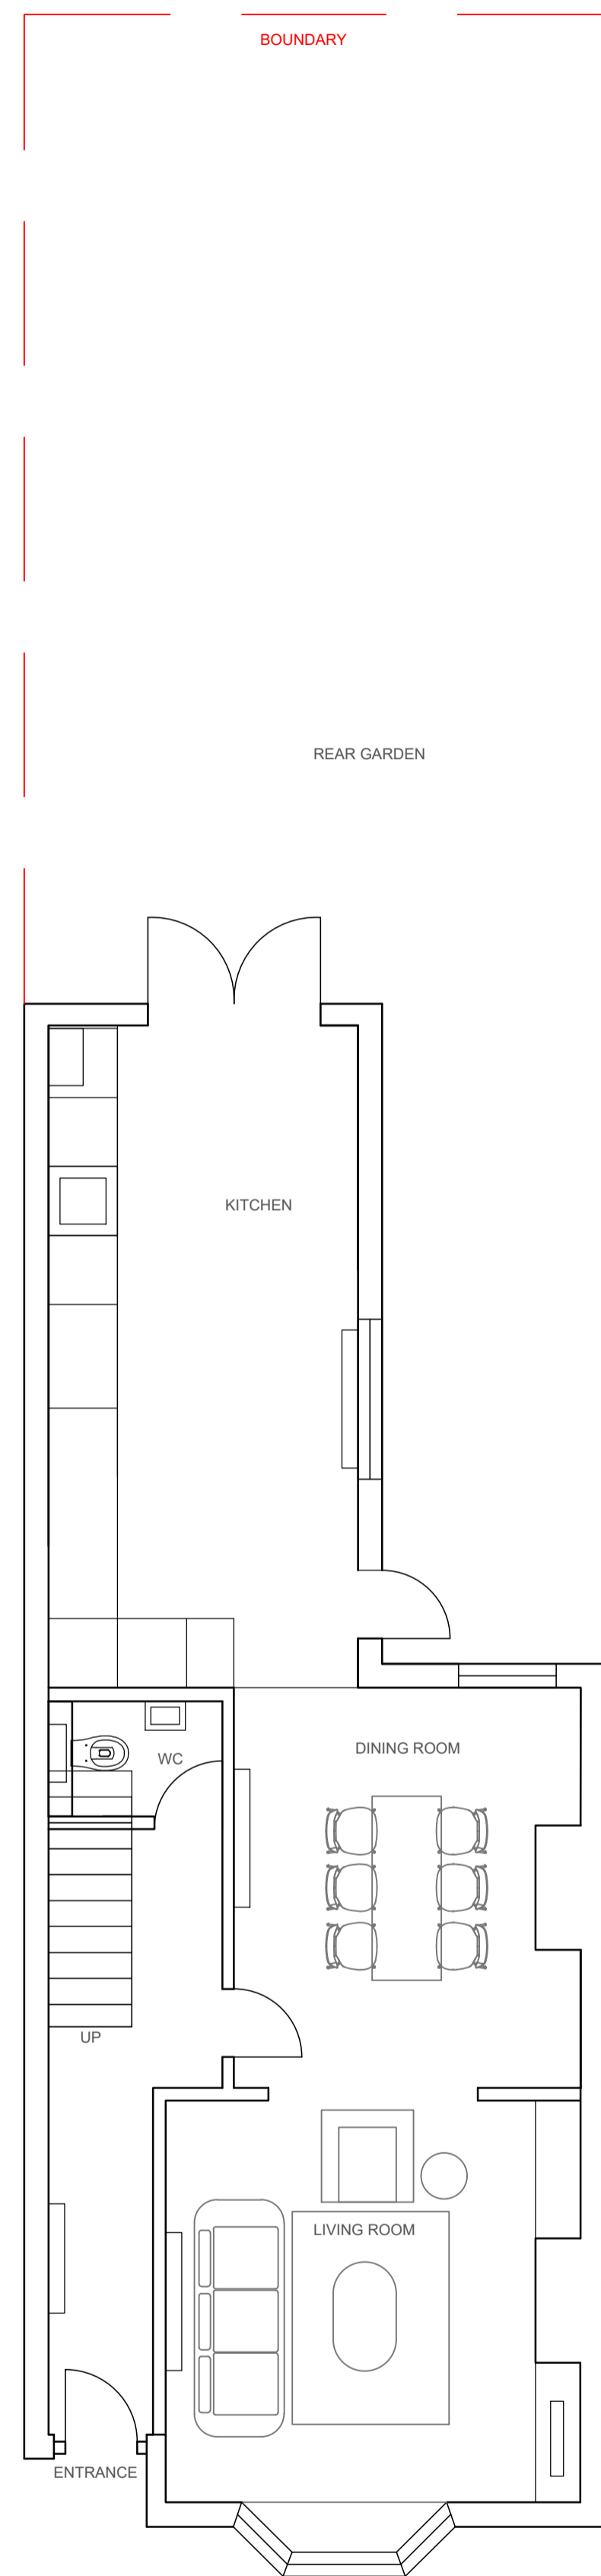 BOUNDARY
REAR GARDEN
KITCHEN
DINING ROOM
WC
UP
LIVING ROOM
ENTRANCE